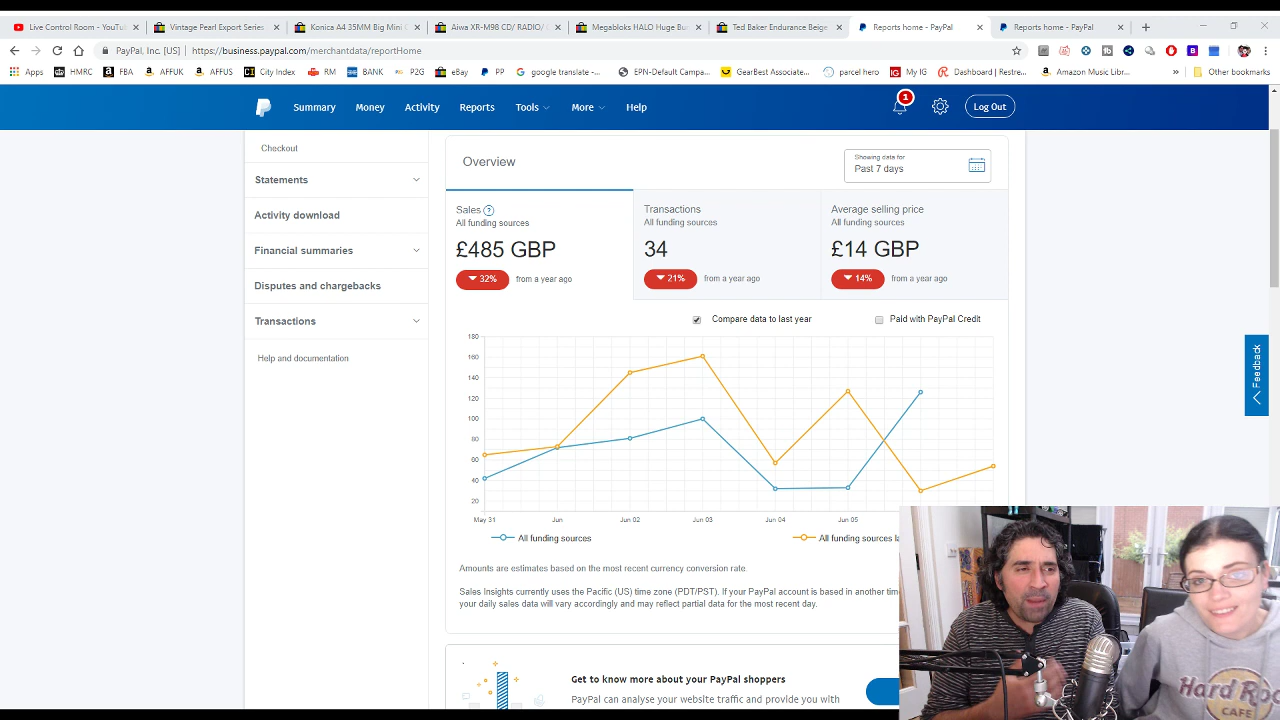 Live Control Room - YouTu
Vintage Pearl Export Series
Konica A4 35MM Big Mini C
Aiwa XR-M98 CD/ RADIO/
Megabloks HALO Huge Bu
Ted Baker Endurance Beige
Reports home - PayPal
Reports home - PayPal
PayPal, Inc. [US]
https://business.paypal.com/merchantdata/reportHome
Apps
HMRC
FBA
AFFUK
AFFUS
City Index
RM
BANK
P2G
eBay
PP
google translate -...
EPN-Default Campa...
GearBest Associate...
parcel hero
My IG
Dashboard | Restre...
Amazon Music Libr...
»
Other bookmarks
Summary
Money
Activity
Reports
Tools
More
Help
1
Log Out
Checkout
Statements
Activity download
Financial summaries
Disputes and chargebacks
Transactions
Help and documentation
Overview
Showing data for
Past 7 days
Sales ?
All funding sources
£485 GBP
32% from a year ago
Transactions
All funding sources
34
21% from a year ago
Average selling price
All funding sources
£14 GBP
14% from a year ago
Compare data to last year
Paid with PayPal Credit
180
160
140
120
100
80
60
40
20
May 31
Jun
Jun 02
Jun 03
Jun 04
Jun 05
All funding sources
All funding sources la
Amounts are estimates based on the most recent currency conversion rate.
Sales Insights currently uses the Pacific (US) time zone (PDT/PST). If your PayPal account is based in another tim
your daily sales data will vary accordingly and may reflect partial data for the most recent day.
Get to know more about your PayPal shoppers
PayPal can analyse your website traffic and provide you with
Feedback
Hard
CAFE